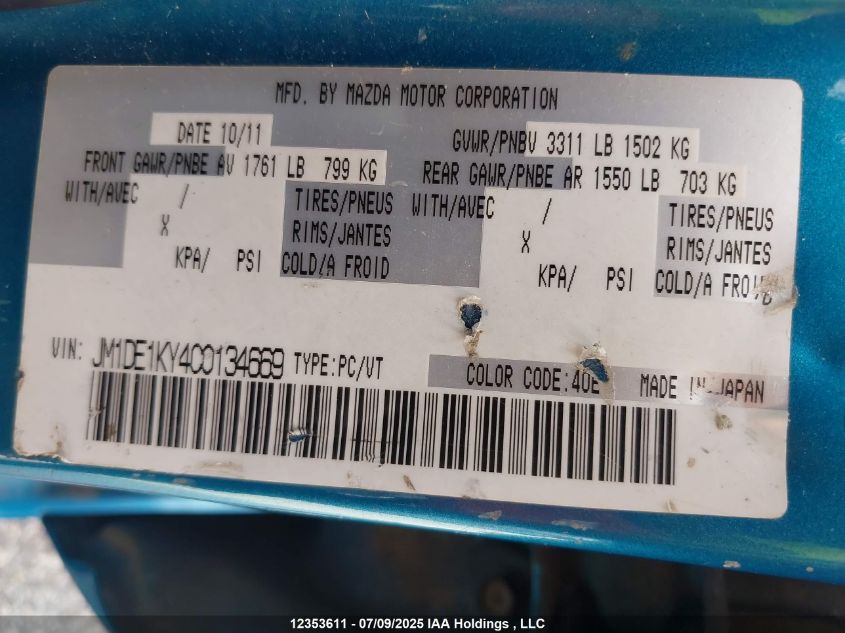 MFD. BY MAZDA MOTOR CORPORATION
DATE 10/11 GVWR/PNBV 3311 LB 1502 KG
FRONT GAWR/PNBE AV 1761 LB 799 KG REAR GAWR/PNBE AR 1550 LB 703 KG
WITH/AVEC / TIRES/PNEUS WITH/AVEC / TIRES/PNEUS
X RIMS/JANTES X RIMS/JANTES
KPA/ PSI COLD/A FROID KPA/ PSI COLD/A FROID
VIN: JM1DE1KY4C0134669 TYPE:PC/VT COLOR CODE:40E MADE IN JAPAN
12353611 - 07/09/2025 IAA Holdings , LLC